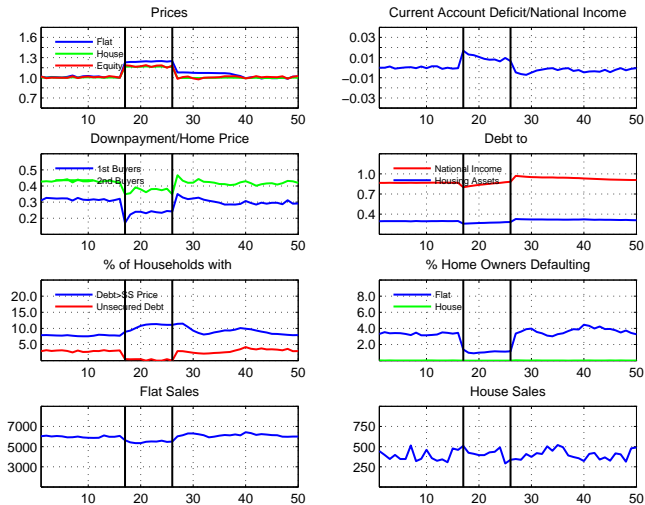 Prices
1.6
1.3
1.0
0.7
Flat
House
Equity
10 20 30 40 50
Current Account Deficit/National Income
0.03
0.01
−0.01
−0.03
10 20 30 40 50
Downpayment/Home Price
0.5
0.4
0.3
0.2
1st Buyers
2nd Buyers
10 20 30 40 50
Debt to
1.0
0.7
0.4
National Income
Housing Assets
10 20 30 40 50
% of Households with
20.0
15.0
10.0
5.0
Debt>SS Price
Unsecured Debt
10 20 30 40 50
% Home Owners Defaulting
8.0
6.0
4.0
2.0
Flat
House
10 20 30 40 50
Flat Sales
7000
5000
3000
10 20 30 40 50
House Sales
750
500
250
10 20 30 40 50